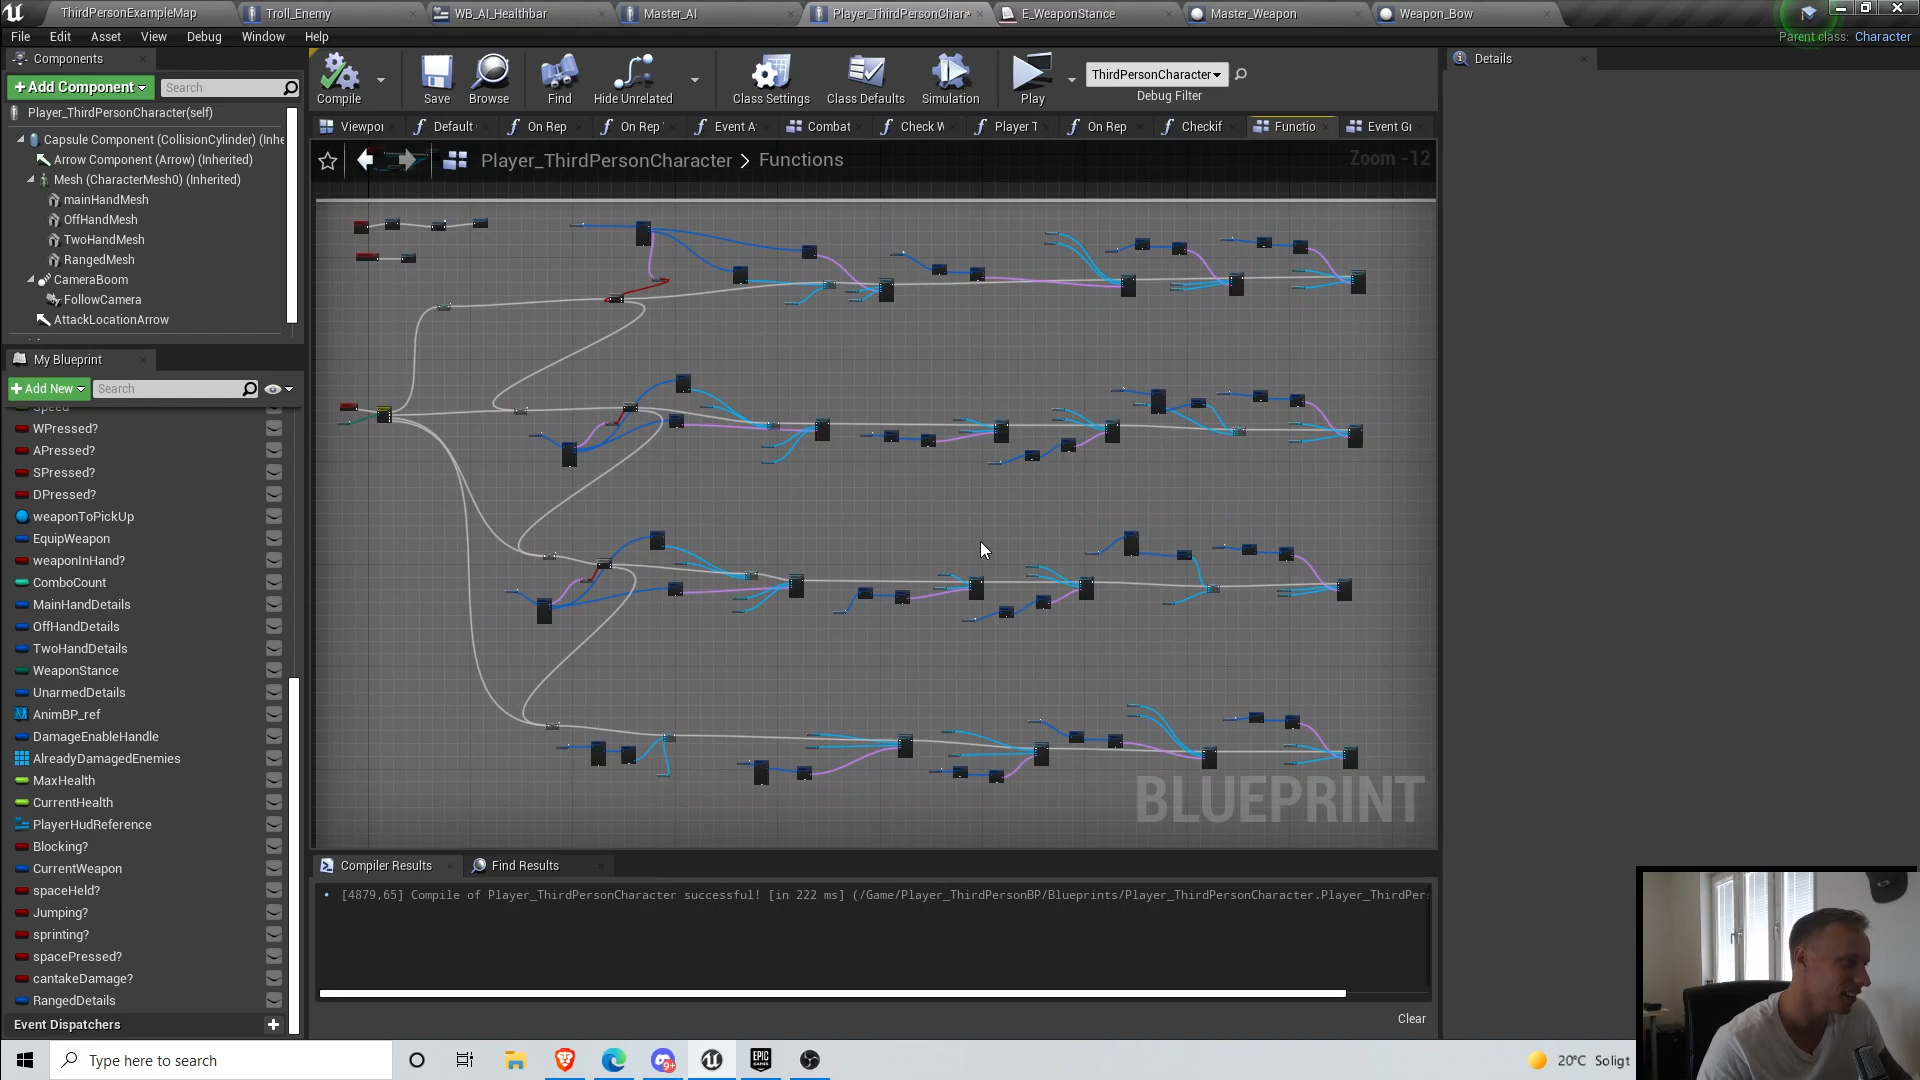 ThirdPersonExampleMap
Troll_Enemy
WB_AI_Healthbar
Master_AI
Player_ThirdPersonChar*
E_WeaponStance
Master_Weapon
Weapon_Bow
File
Edit
Asset
View
Debug
Window
Help
Parent class: Character
Components
+Add Component
Search
Player_ThirdPersonCharacter(self)
Capsule Component (CollisionCylinder) (Inhe
Arrow Component (Arrow) (Inherited)
Mesh (CharacterMesh0) (Inherited)
mainHandMesh
OffHandMesh
TwoHandMesh
RangedMesh
CameraBoom
FollowCamera
AttackLocationArrow
My Blueprint
+Add New
Search
Speed
WPressed?
APressed?
SPressed?
DPressed?
weaponToPickUp
EquipWeapon
weaponInHand?
ComboCount
MainHandDetails
OffHandDetails
TwoHandDetails
WeaponStance
UnarmedDetails
AnimBP_ref
DamageEnableHandle
AlreadyDamagedEnemies
MaxHealth
CurrentHealth
PlayerHudReference
Blocking?
CurrentWeapon
spaceHeld?
Jumping?
sprinting?
spacePressed?
cantakeDamage?
RangedDetails
Event Dispatchers
Compile
Save
Browse
Find
Hide Unrelated
Class Settings
Class Defaults
Simulation
Play
ThirdPersonCharacter
Debug Filter
Viewpor
Default
On Rep
On Rep
Event A
Combat
Check W
Player T
On Rep
Checkif
Functio
Event Gr
Player_ThirdPersonCharacter > Functions
Zoom -12
BLUEPRINT
Compiler Results
Find Results
[4879,65] Compile of Player_ThirdPersonCharacter successful! [in 222 ms] (/Game/Player_ThirdPersonBP/Blueprints/Player_ThirdPersonCharacter.Player_ThirdPer
Clear
Details
Type here to search
9+
EPIC GAMES
20°C Soligt